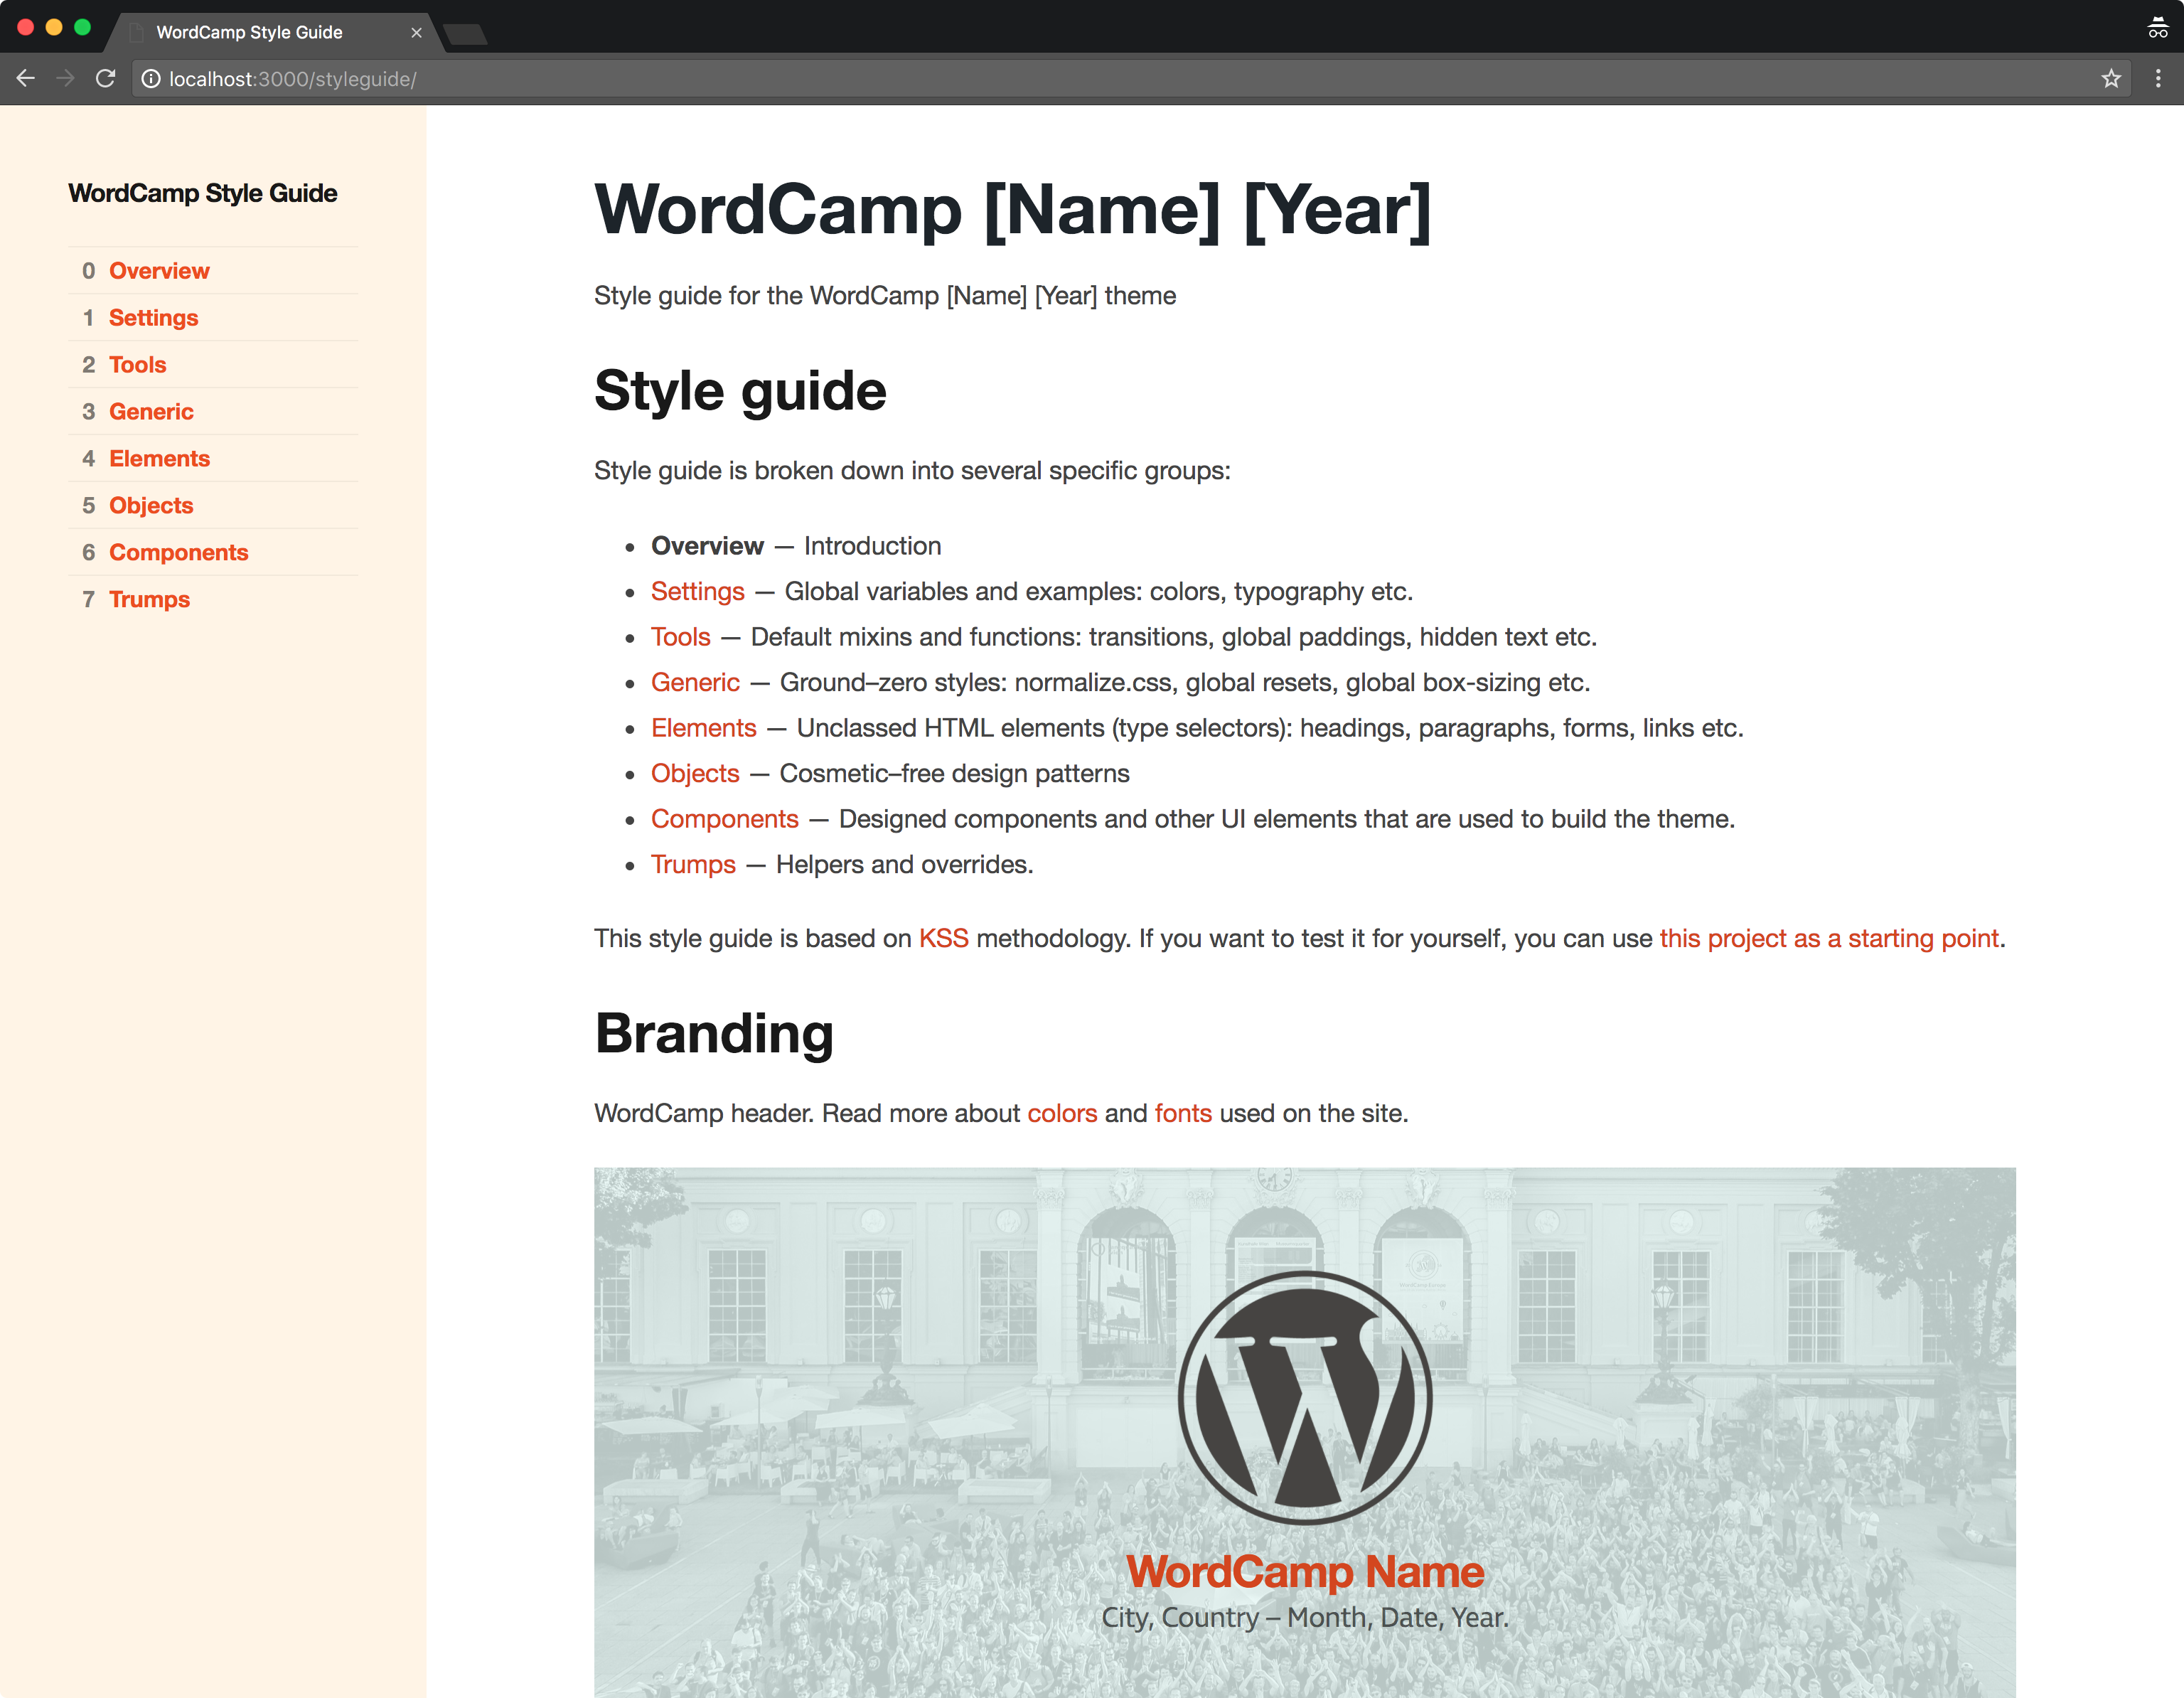 WordCamp Style Guide
localhost:3000/styleguide/
WordCamp Style Guide
0 Overview
1 Settings
2 Tools
3 Generic
4 Elements
5 Objects
6 Components
7 Trumps
WordCamp [Name] [Year]
Style guide for the WordCamp [Name] [Year] theme
Style guide
Style guide is broken down into several specific groups:
• Overview — Introduction
• Settings — Global variables and examples: colors, typography etc.
• Tools — Default mixins and functions: transitions, global paddings, hidden text etc.
• Generic — Ground–zero styles: normalize.css, global resets, global box-sizing etc.
• Elements — Unclassed HTML elements (type selectors): headings, paragraphs, forms, links etc.
• Objects — Cosmetic–free design patterns
• Components — Designed components and other UI elements that are used to build the theme.
• Trumps — Helpers and overrides.
This style guide is based on KSS methodology. If you want to test it for yourself, you can use this project as a starting point.
Branding
WordCamp header. Read more about colors and fonts used on the site.
WordCamp Name
City, Country – Month, Date, Year.